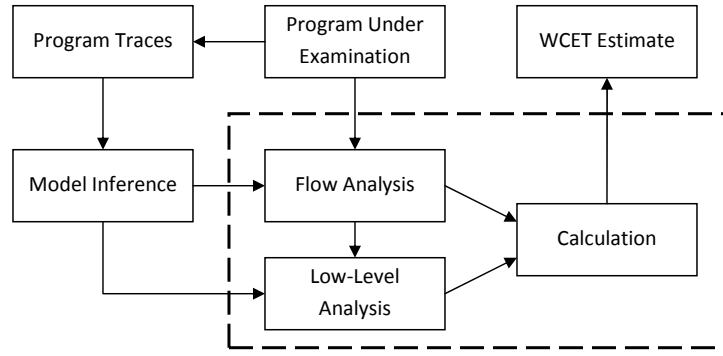 Program Traces
Program Under
Examination
WCET Estimate
Model Inference
Flow Analysis
Calculation
Low-Level
Analysis